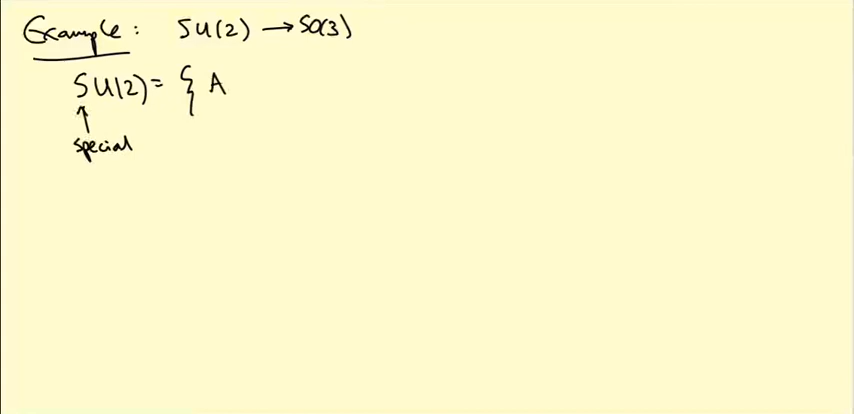 Example: SU(2) → SO(3)
SU(2) = { A
↑
special